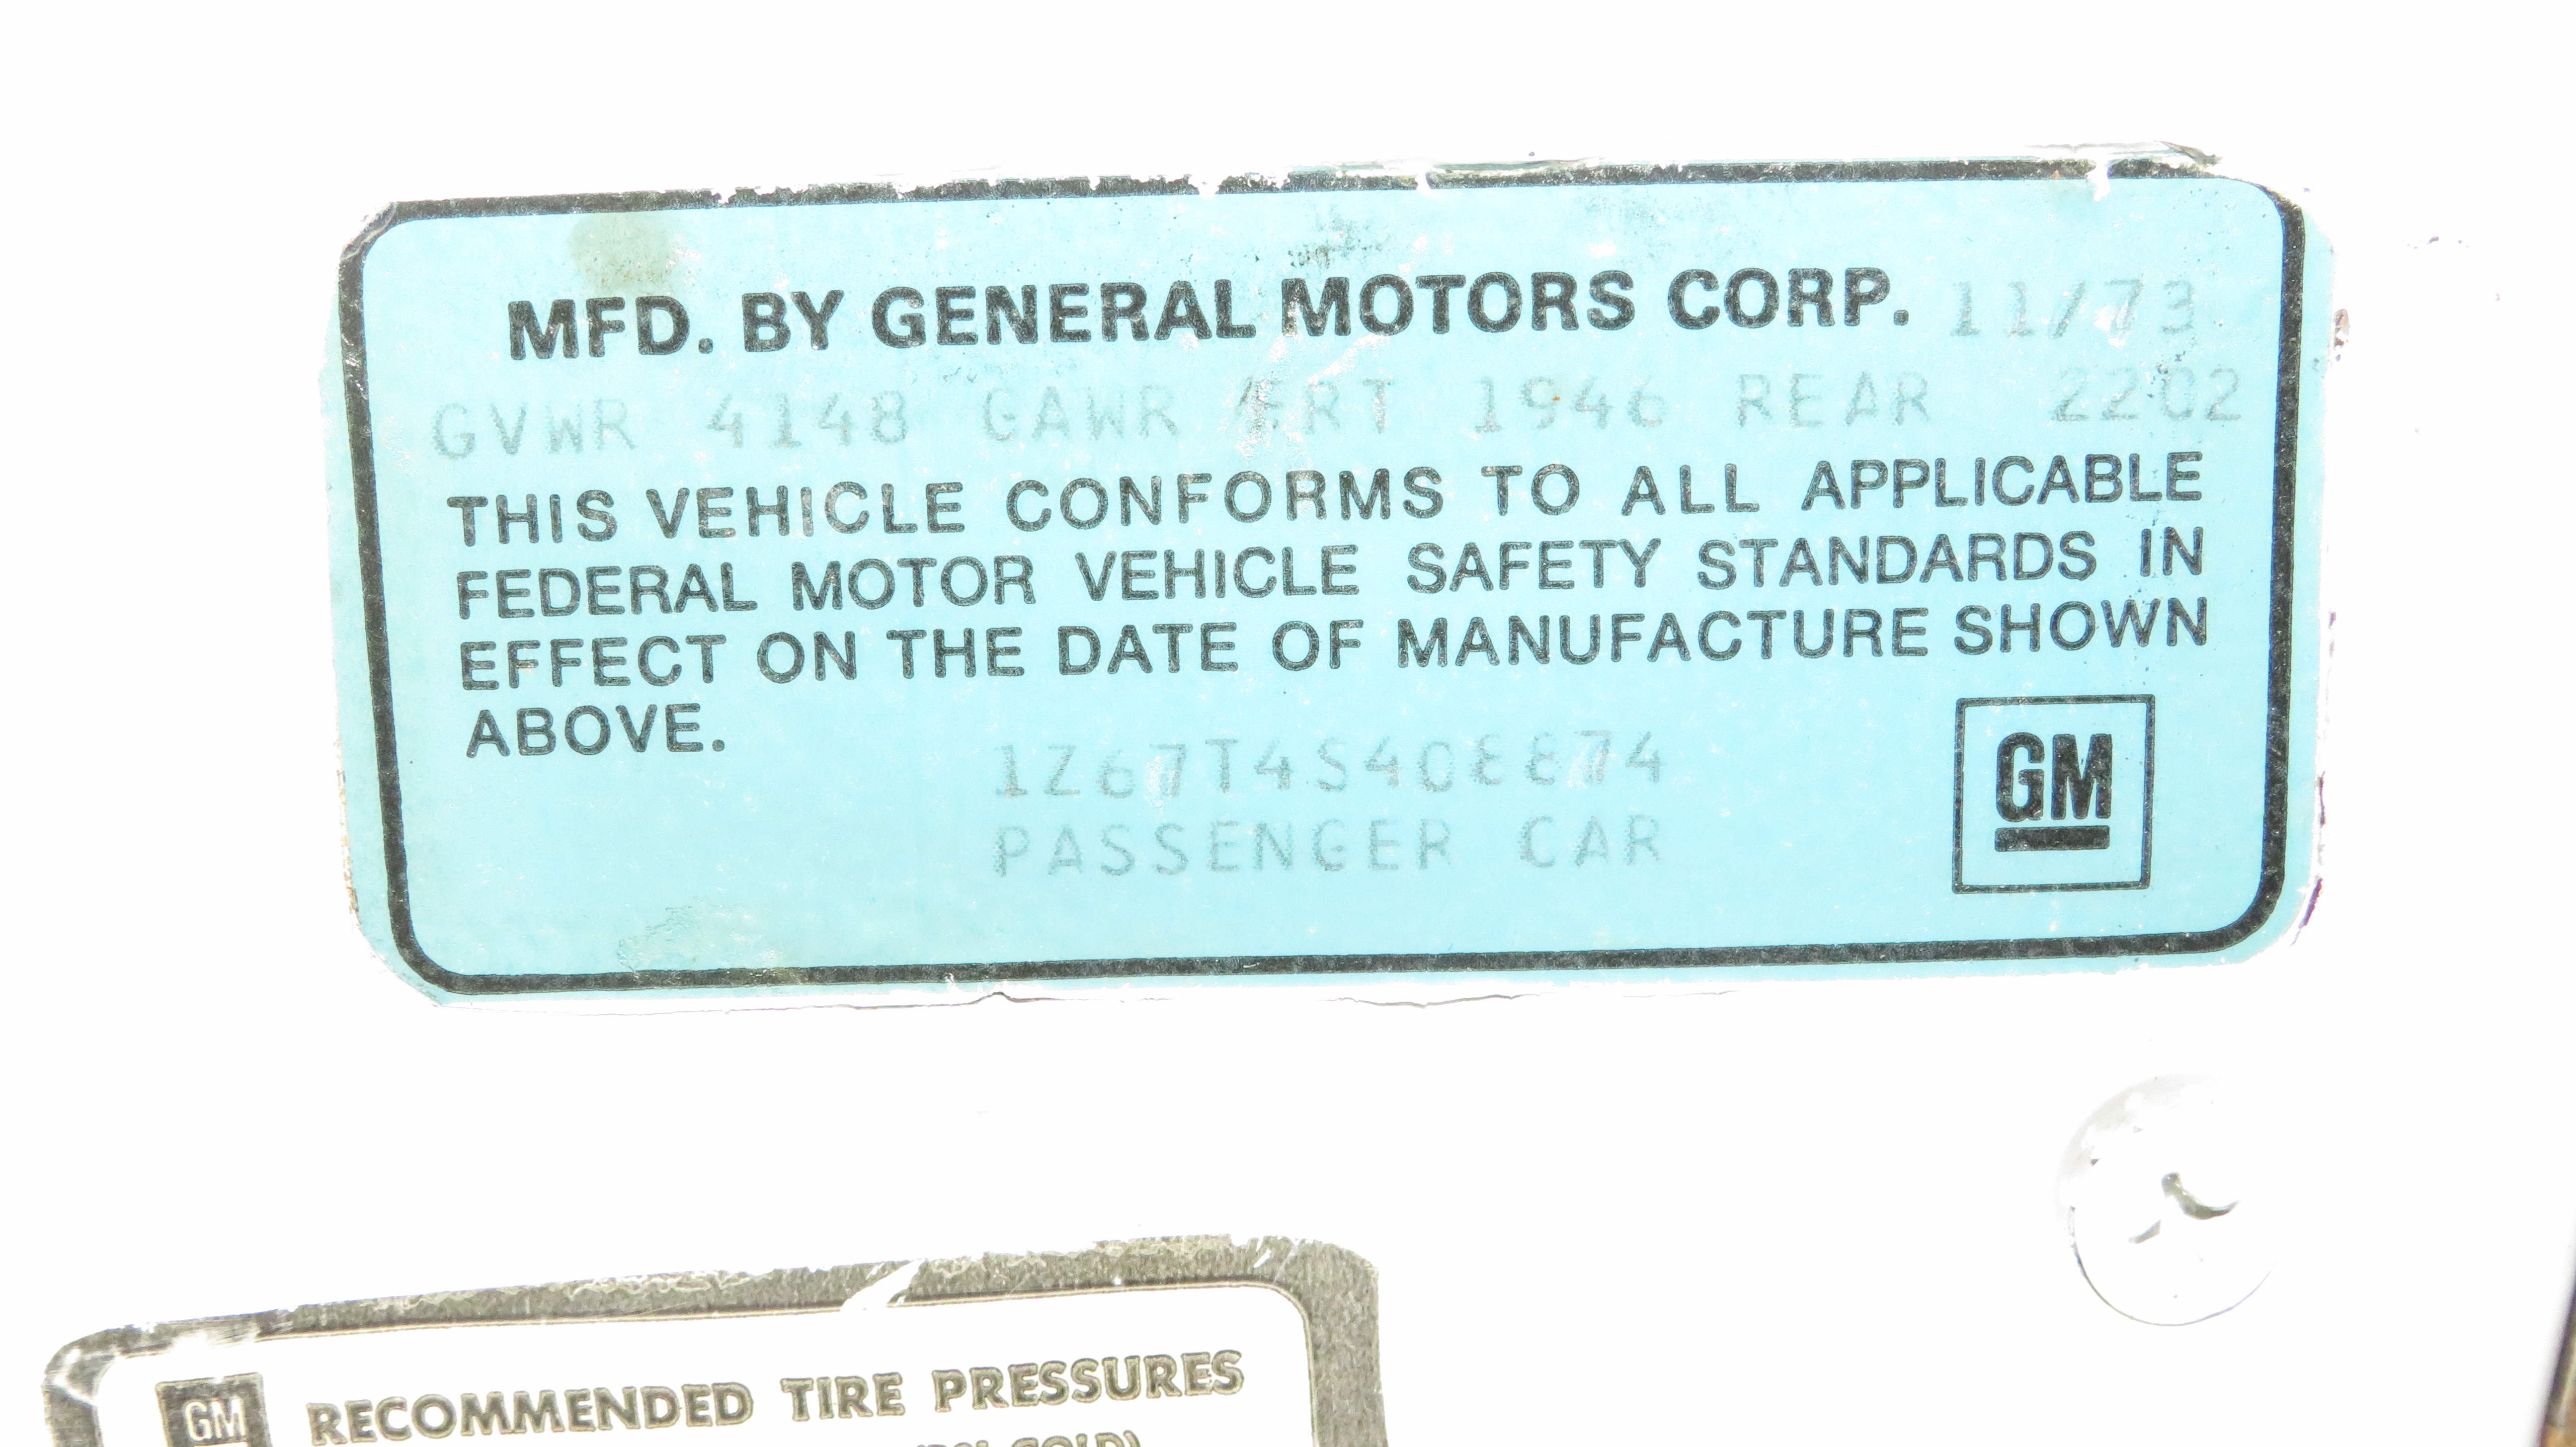 MFD. BY GENERAL MOTORS CORP. 11/73
GVWR 4148 GAWR FRT 1946 REAR 2202
THIS VEHICLE CONFORMS TO ALL APPLICABLE
FEDERAL MOTOR VEHICLE SAFETY STANDARDS IN
EFFECT ON THE DATE OF MANUFACTURE SHOWN
ABOVE.
1Z67T4S408874
PASSENGER CAR
GM
GM RECOMMENDED TIRE PRESSURES